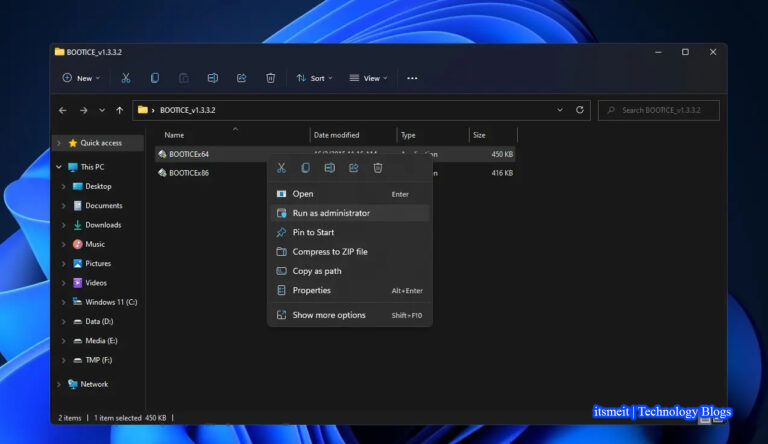 BOOTICE_v1.3.3.2
New
Sort
View
BOOTICE_v1.3.3.2
Search BOOTICE_v1.3.3.2
Name Date modified Type Size
Quick access
This PC
Desktop
Documents
Downloads
Music
Pictures
Videos
Windows 11 (C:)
Data (D:)
Media (E:)
TMP (F:)
Network
BOOTICEx64 450 KB
BOOTICEx86 416 KB
Open Enter
Run as administrator
Pin to Start
Compress to ZIP file
Copy as path
Properties Alt+Enter
Show more options Shift+F10
2 items 1 item selected 450 KB
itsmeit | Technology Blogs